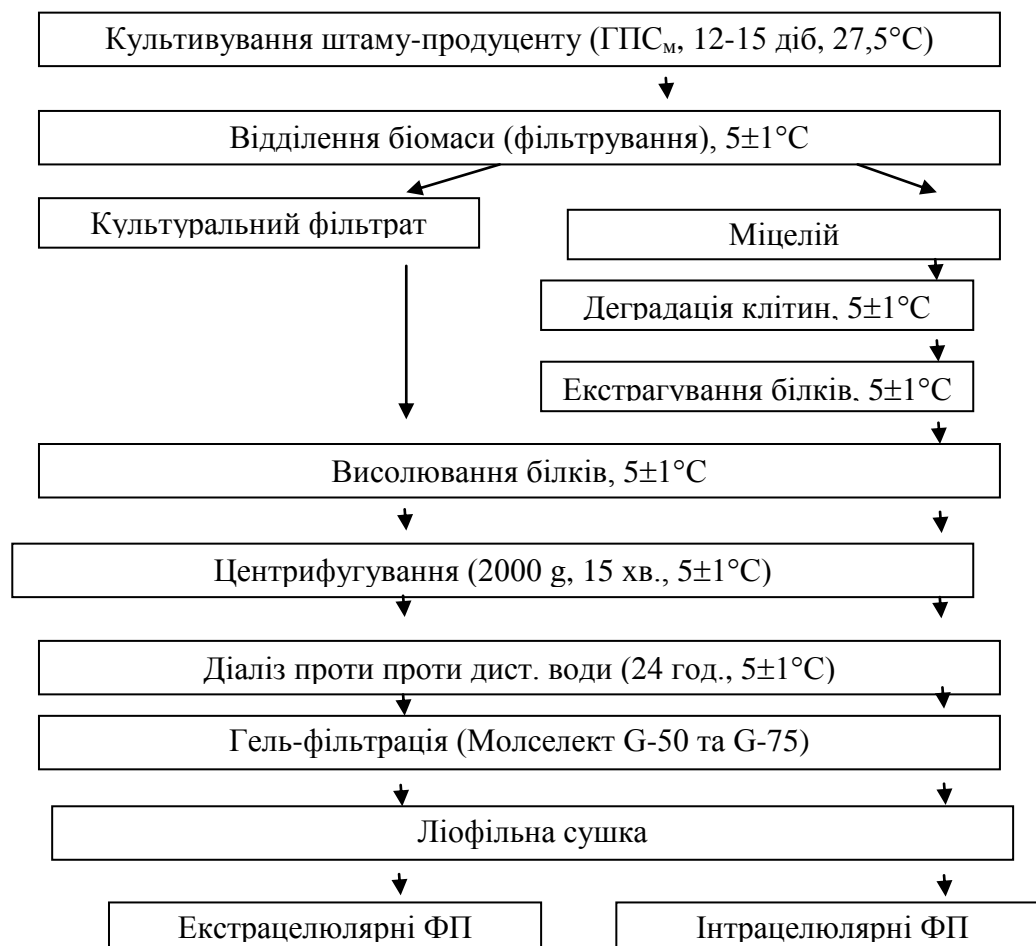 Культивування штаму-продуценту (ГПСм, 12-15 діб, 27,5°С)
Відділення біомаси (фільтрування), 5±1°С
Культуральний фільтрат
Міцелій
Деградація клітин, 5±1°С
Екстрагування білків, 5±1°С
Висолювання білків, 5±1°С
Центрифугування (2000 g, 15 хв., 5±1°С)
Діаліз проти проти дист. води (24 год., 5±1°С)
Гель-фільтрація (Молселект G-50 та G-75)
Ліофільна сушка
Екстрацелюлярні ФП
Інтрацелюлярні ФП